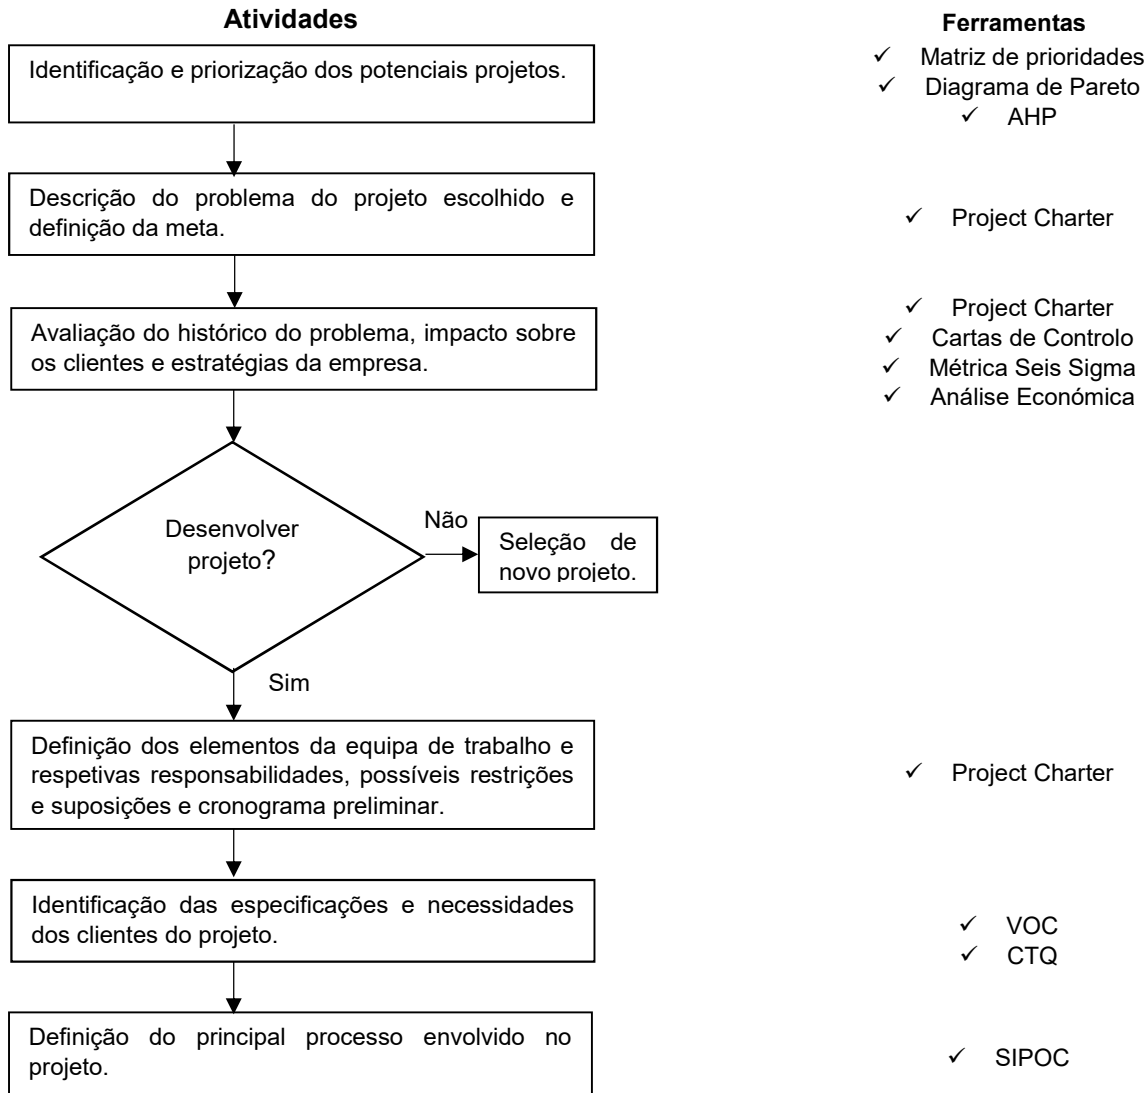 Atividades
Ferramentas
Identificação e priorização dos potenciais projetos.
✓ Matriz de prioridades
✓ Diagrama de Pareto
✓ AHP
Descrição do problema do projeto escolhido e
definição da meta.
✓ Project Charter
Avaliação do histórico do problema, impacto sobre
os clientes e estratégias da empresa.
✓ Project Charter
✓ Cartas de Controlo
✓ Métrica Seis Sigma
✓ Análise Económica
Desenvolver
projeto?
Não
Seleção de
novo projeto.
Sim
Definição dos elementos da equipa de trabalho e
respetivas responsabilidades, possíveis restrições
e suposições e cronograma preliminar.
✓ Project Charter
Identificação das especificações e necessidades
dos clientes do projeto.
✓ VOC
✓ CTQ
Definição do principal processo envolvido no
projeto.
✓ SIPOC